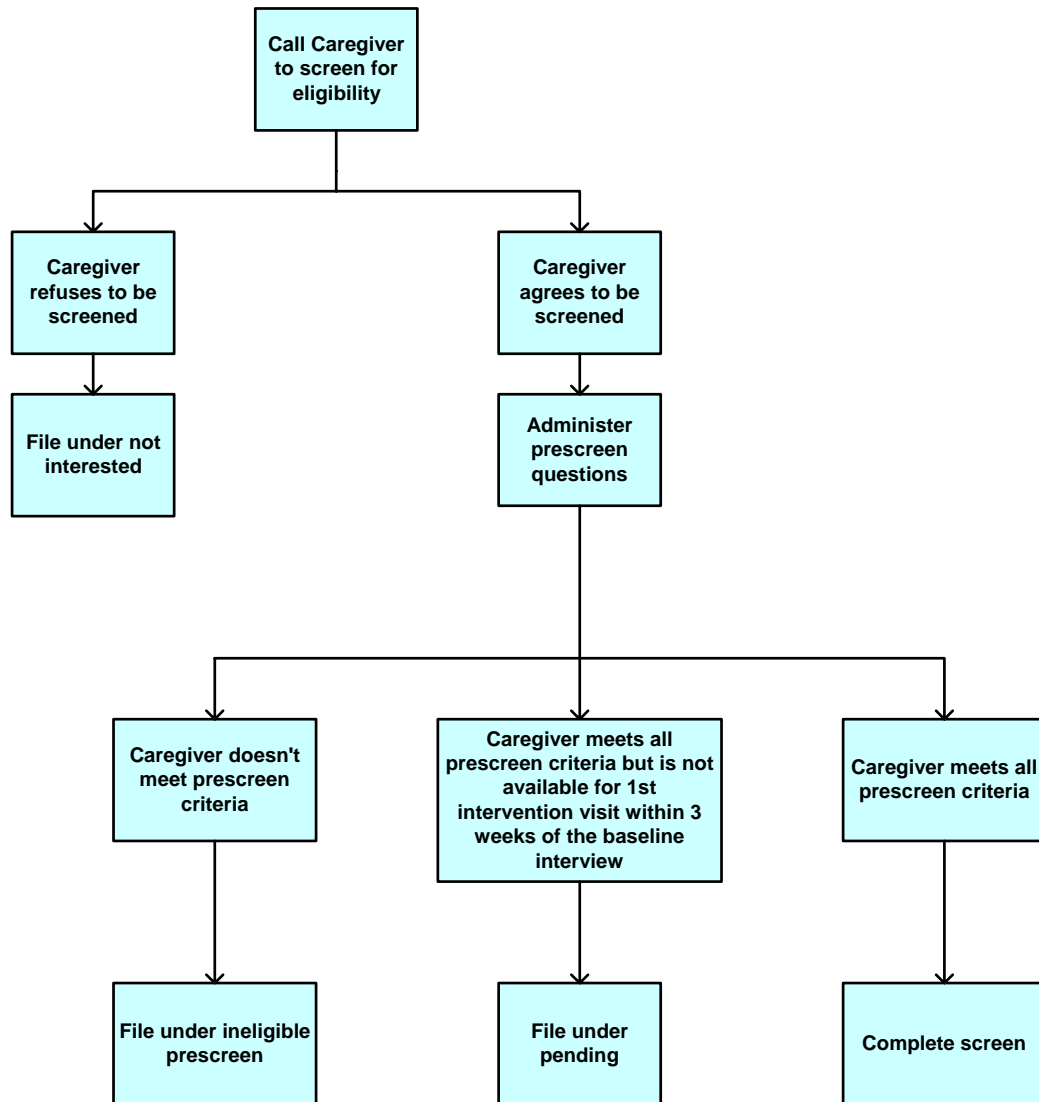 Call Caregiver
to screen for
eligibility
Caregiver
refuses to be
screened
Caregiver
agrees to be
screened
File under not
interested
Administer
prescreen
questions
Caregiver doesn't
meet prescreen
criteria
Caregiver meets all
prescreen criteria but is not
available for 1st
intervention visit within 3
weeks of the baseline
interview
Caregiver meets all
prescreen criteria
File under ineligible
prescreen
File under
pending
Complete screen